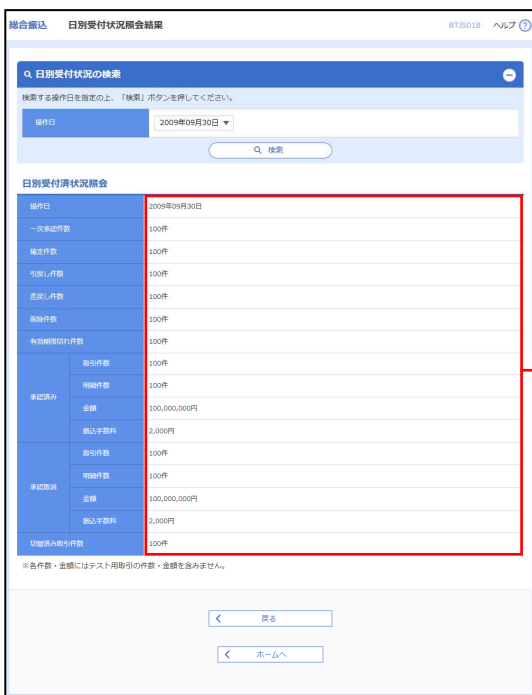 総合振込 日別受付状況照会結果 BTJS018 ヘルプ ?
日別受付状況の検索
検索する操作日を指定の上、「検索」ボタンを押してください。
操作日 2009年09月30日 ▼
検索
日別受付済状況照会
操作日 2009年09月30日
一次承認件数 100件
確定件数 100件
引戻し件数 100件
差戻し件数 100件
削除件数 100件
有効期限切れ件数 100件
承認済み
取引件数 100件
明細件数 100件
金額 100,000,000円
振込手数料 2,000円
承認取消
取引件数 100件
明細件数 100件
金額 100,000,000円
振込手数料 2,000円
切替済み取引件数 100件
※各件数・金額にはテスト用取引の件数・金額を含みません。
戻る
ホームへ